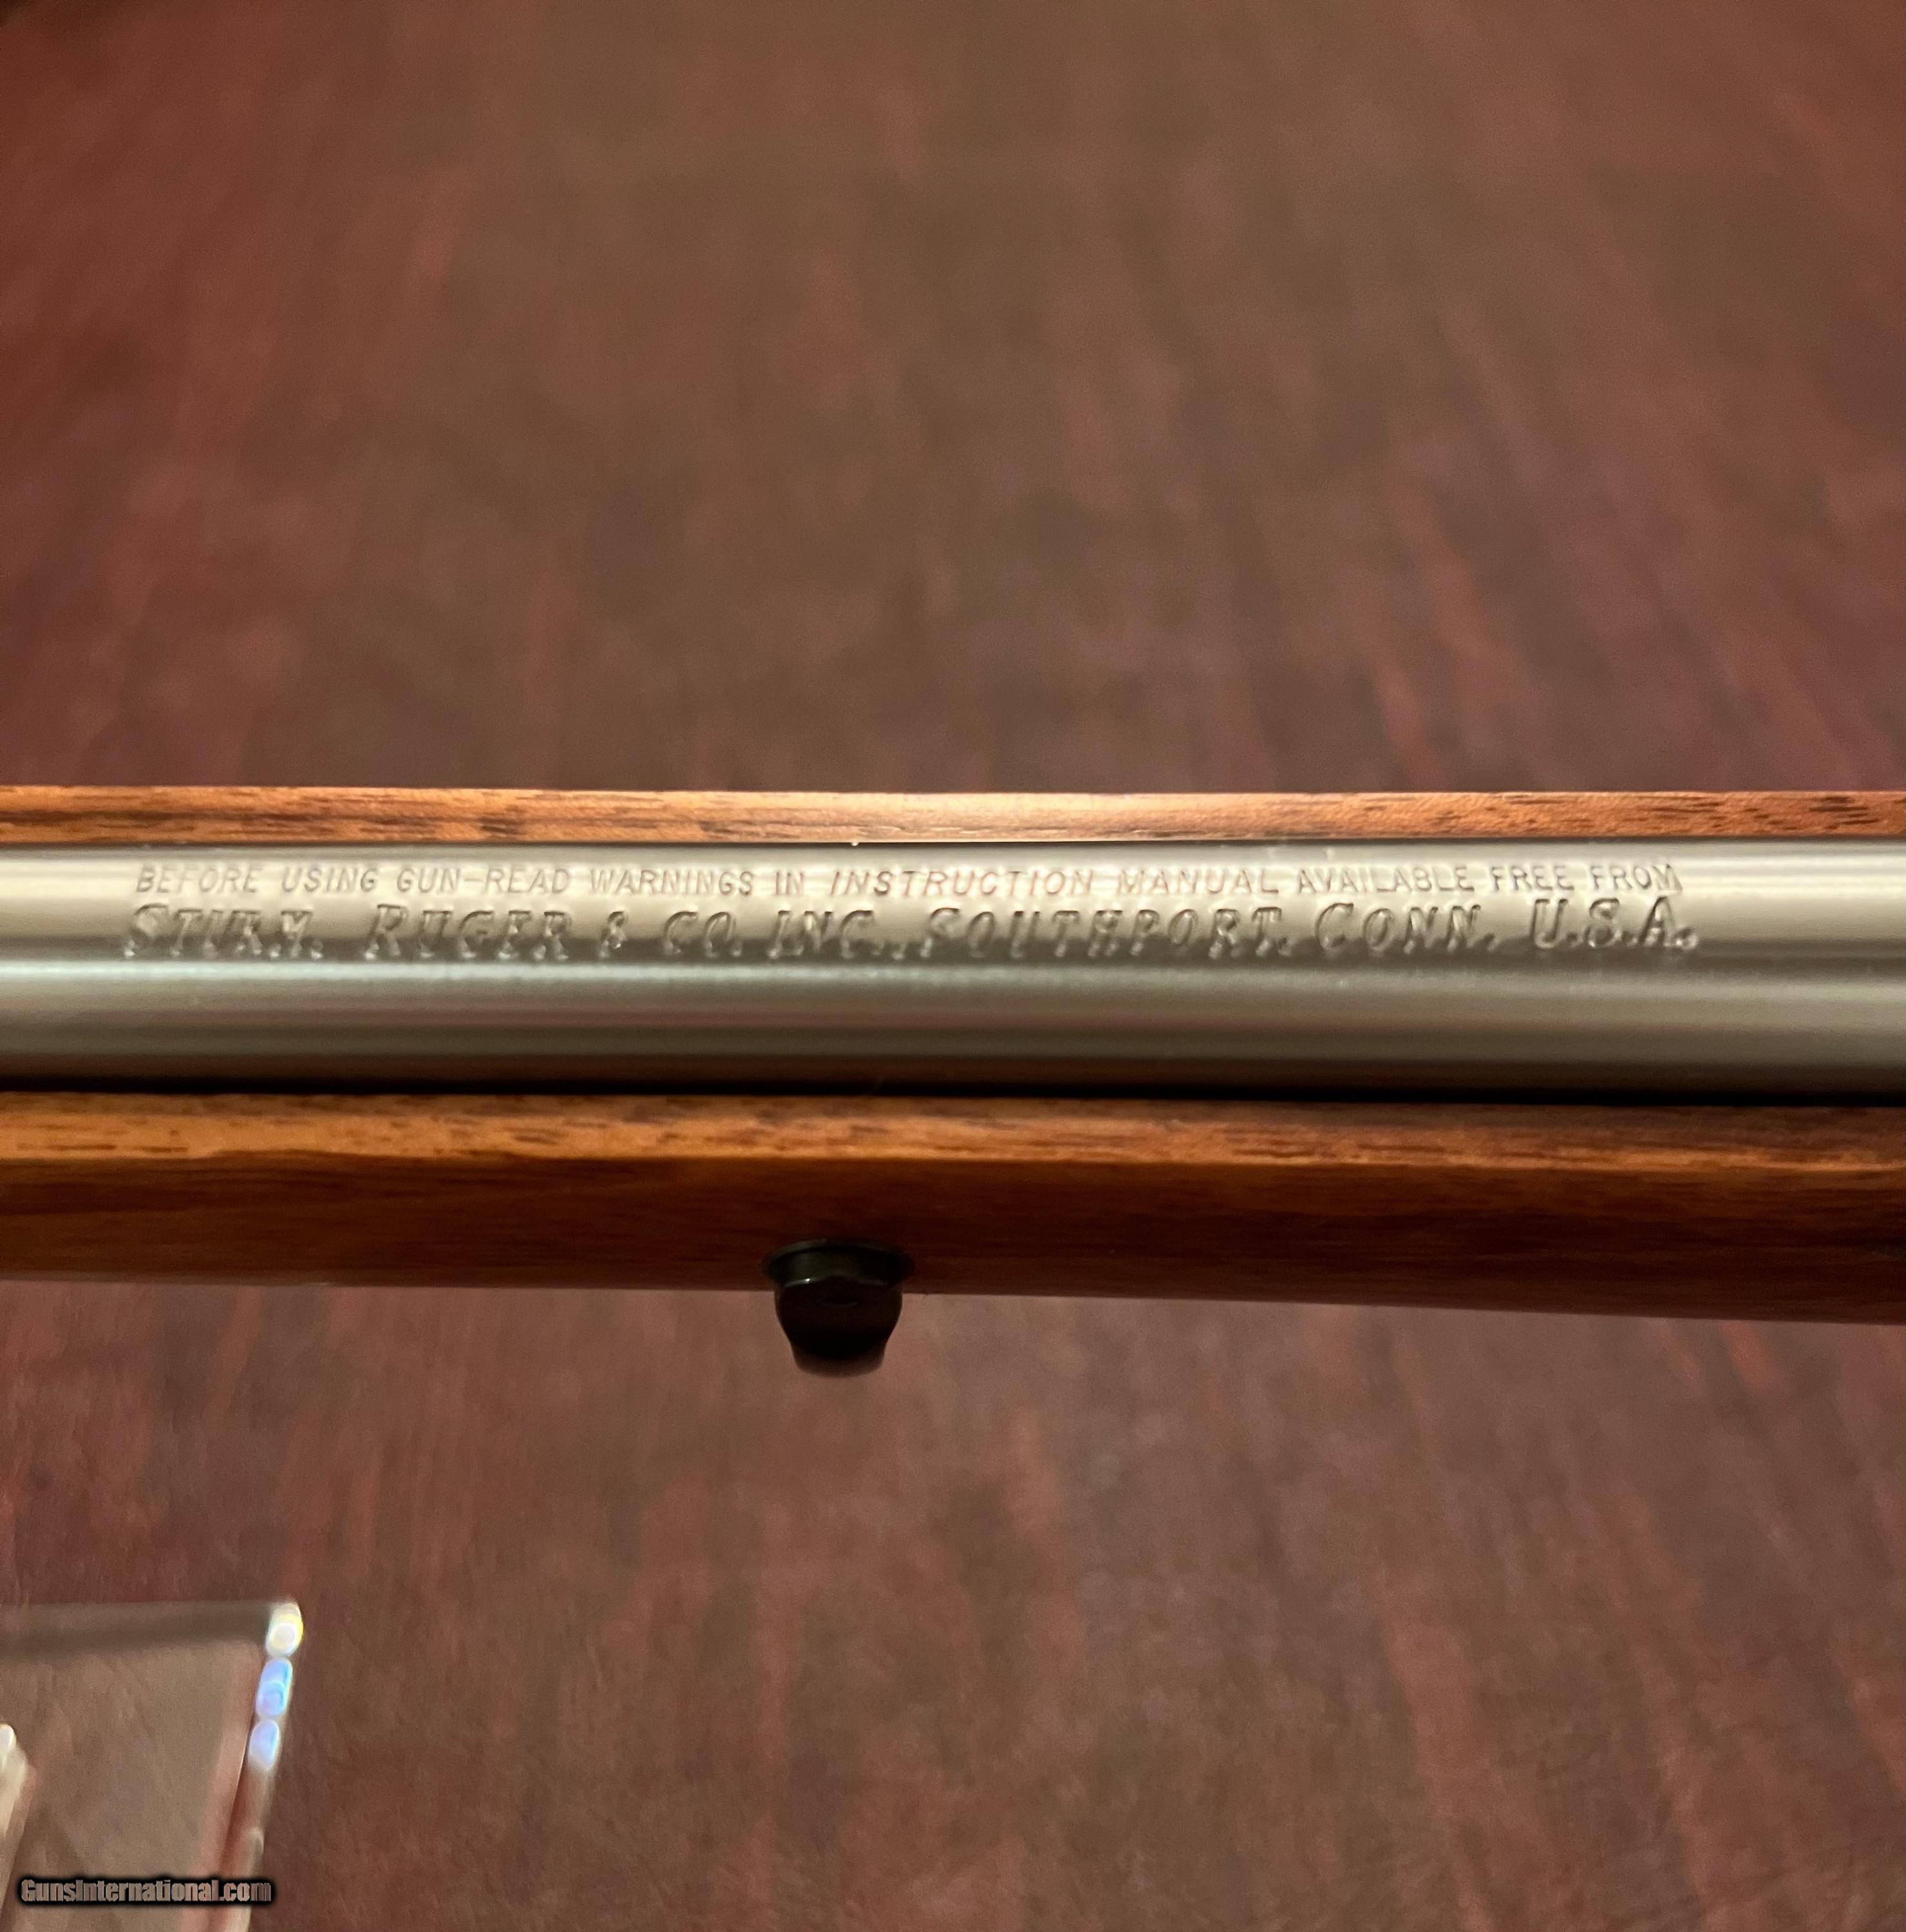 BEFORE USING GUN-READ WARNINGS IN INSTRUCTION MANUAL AVAILABLE FREE FROM
STURM, RUGER & CO. INC., SOUTHPORT, CONN. U.S.A.
GunsInternational.com